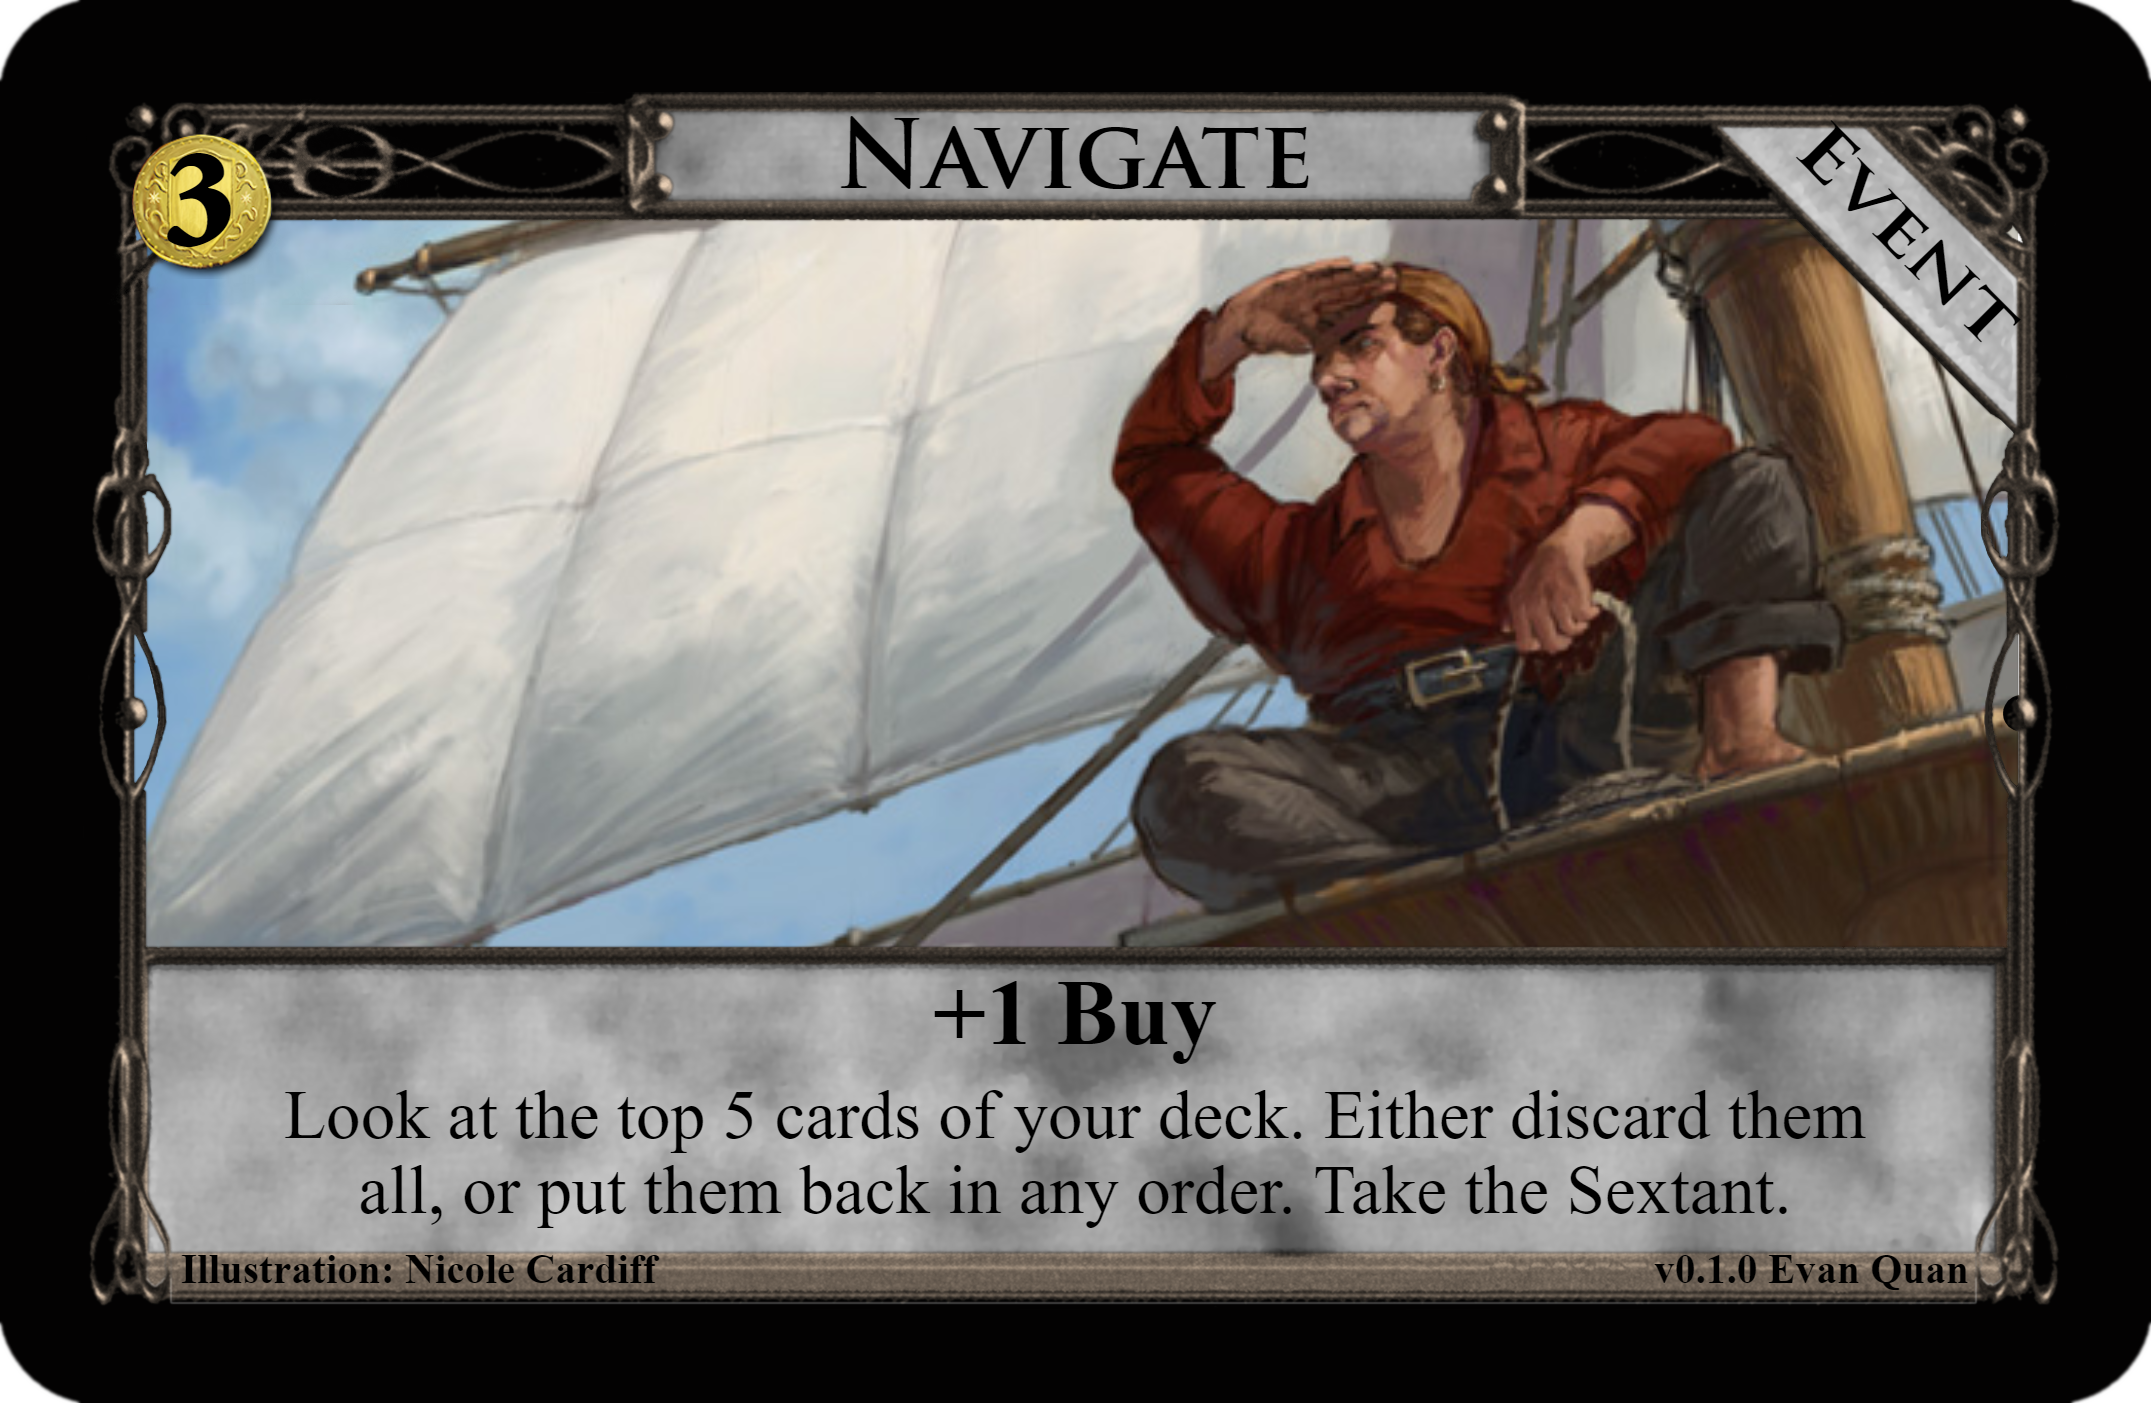 3
NAVIGATE
EVENT
+1 Buy
Look at the top 5 cards of your deck. Either discard them
all, or put them back in any order. Take the Sextant.
Illustration: Nicole Cardiff
v0.1.0 Evan Quan